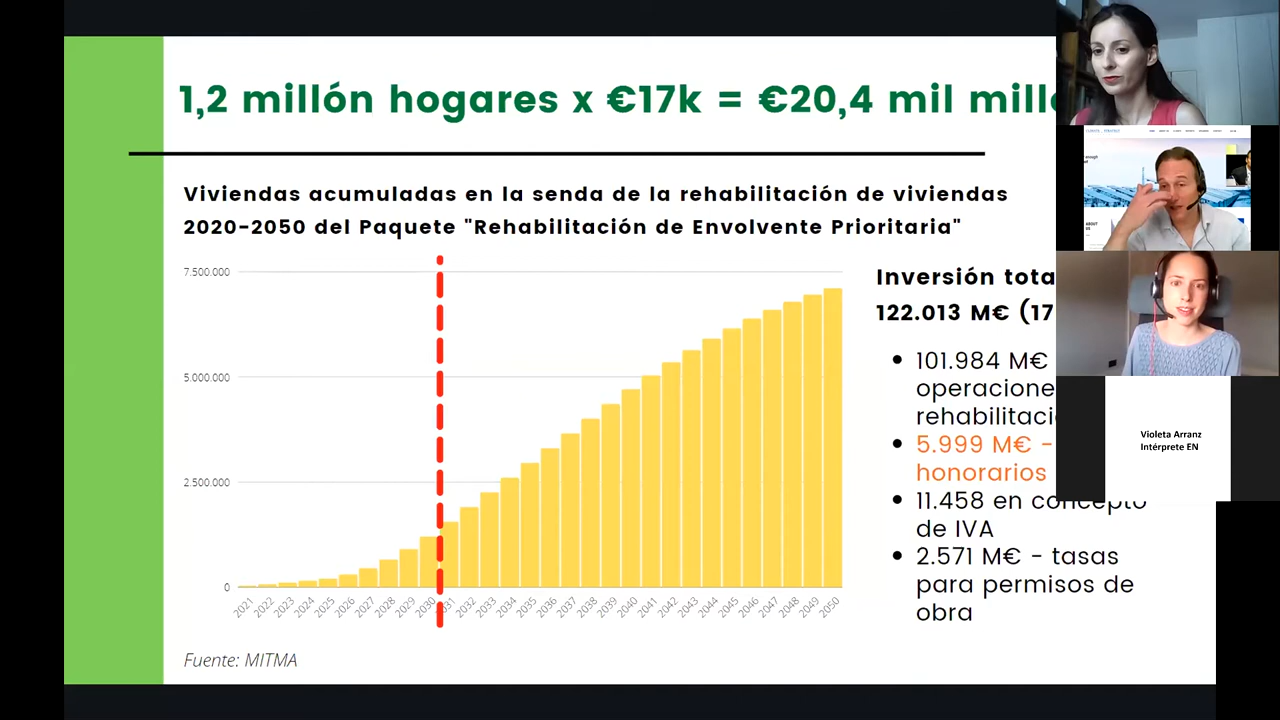 1,2 millón hogares x €17k = €20,4 mil mill
Viviendas acumuladas en la senda de la rehabilitación de viviendas
2020-2050 del Paquete "Rehabilitación de Envolvente Prioritaria"
7.500.000
5.000.000
2.500.000
0
2021 2022 2023 2024 2025 2026 2027 2028 2029 2030 2031 2032 2033 2034 2035 2036 2037 2038 2039 2040 2041 2042 2043 2044 2045 2046 2047 2048 2049 2050
Inversión tota
122.013 M€ (17
• 101.984 M€
operacione
rehabilitaci
• 5.999 M€ -
honorarios
• 11.458 en concepto
de IVA
• 2.571 M€ - tasas
para permisos de
obra
Fuente: MITMA
ABOUT
US
Violeta Arranz
Intérprete EN